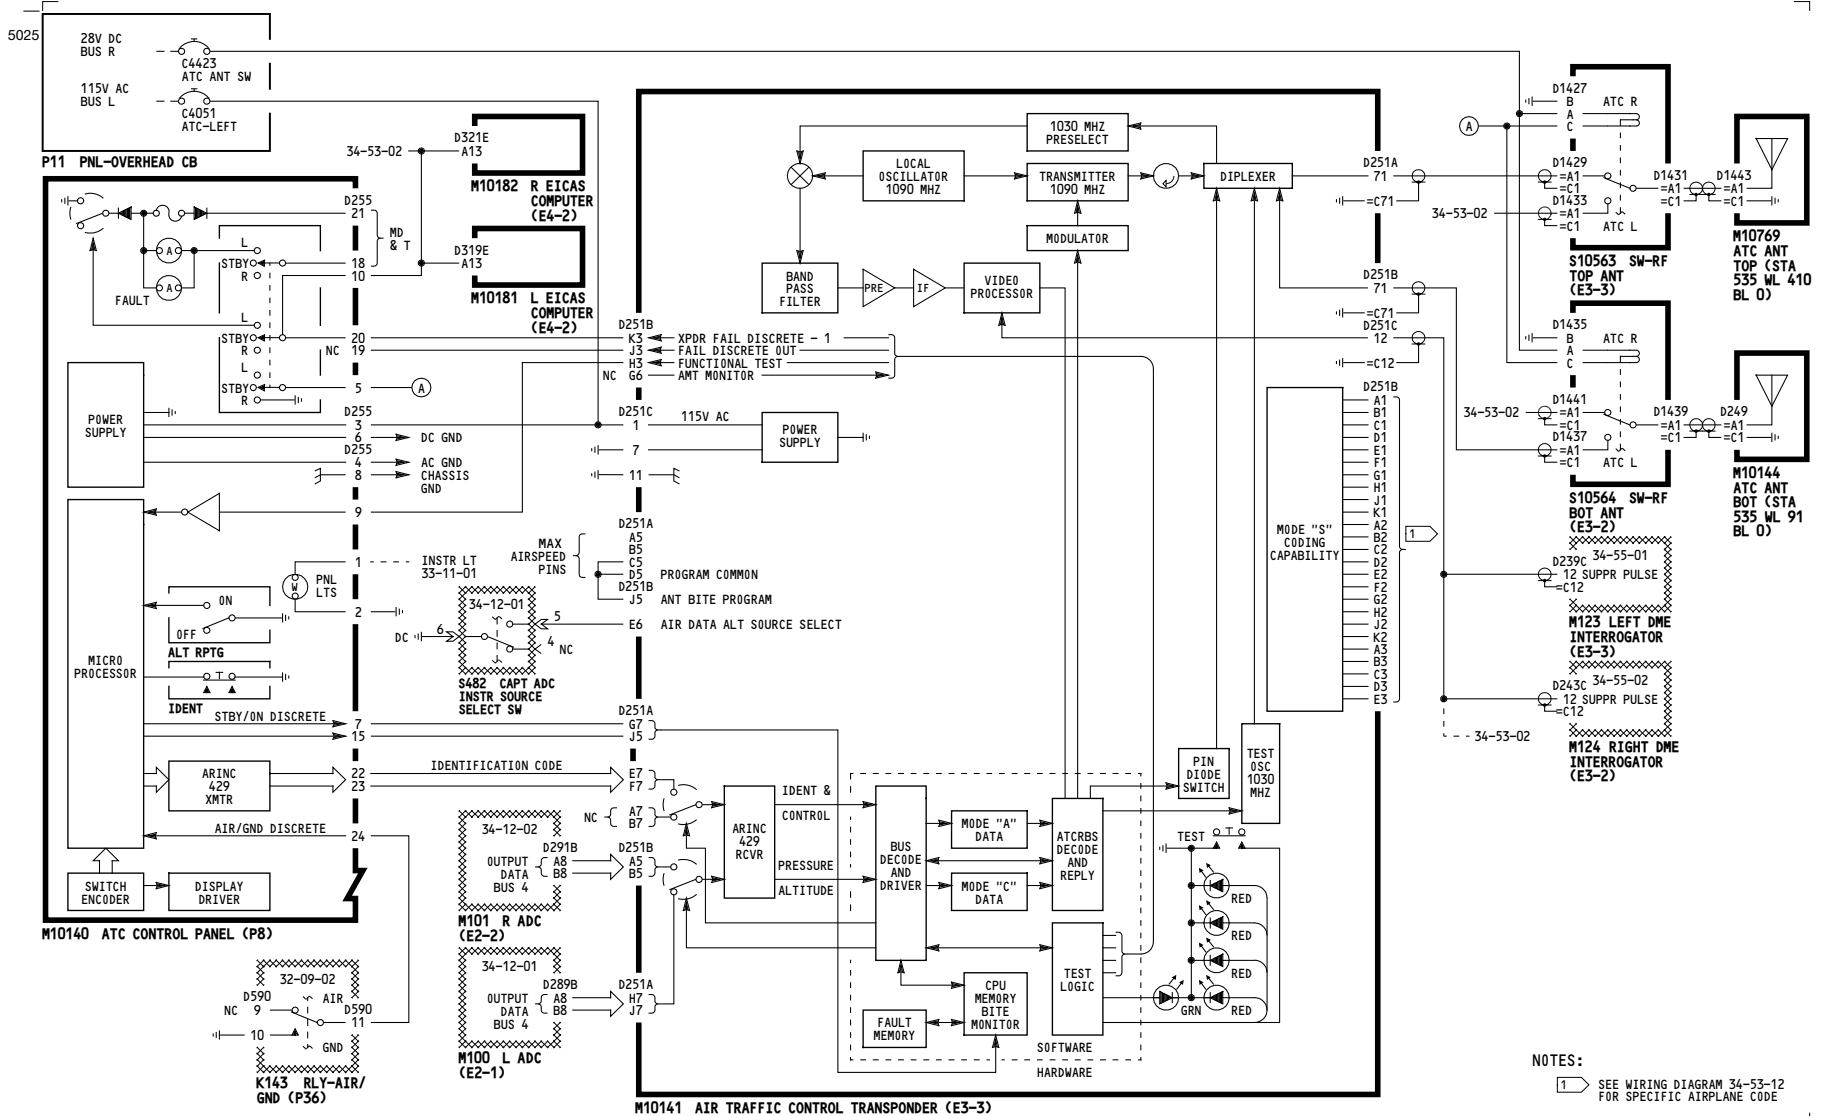 5025
28V DC
BUS R
C4423
ATC ANT SW
115V AC
BUS L
C4051
ATC-LEFT
P11 PNL-OVERHEAD CB
34-53-02
D321E
A13
M10182 R EICAS
COMPUTER
(E4-2)
D319E
A13
M10181 L EICAS
COMPUTER
(E4-2)
D255
21
MD
& T
18
10
L
STBY
R
A
A
FAULT
L
STBY
R
L
STBY
R
20
NC 19
5
A
POWER
SUPPLY
D255
3
6 DC GND
D255
4 AC GND
8 CHASSIS
GND
9
1 INSTR LT
33-11-01
W
PNL
LTS
2
ON
OFF
ALT RPTG
MICRO
PROCESSOR
IDENT
STBY/ON DISCRETE 7
15
ARINC
429
XMTR
22
23
IDENTIFICATION CODE
AIR/GND DISCRETE 24
SWITCH
ENCODER
DISPLAY
DRIVER
M10140 ATC CONTROL PANEL (P8)
32-09-02
D590
NC 9
AIR
D590
11
10
GND
K143 RLY-AIR/
GND (P36)
34-12-01
DC
6
5
4 NC
S482 CAPT ADC
INSTR SOURCE
SELECT SW
34-12-02
D291B
OUTPUT
DATA
BUS 4
A8
B8
M101 R ADC
(E2-2)
34-12-01
D289B
OUTPUT
DATA
BUS 4
A8
B8
M100 L ADC
(E2-1)
D251B
K3 XPDR FAIL DISCRETE - 1
J3 FAIL DISCRETE OUT
H3 FUNCTIONAL TEST
NC G6 AMT MONITOR
D251C
1 115V AC
7
11
POWER
SUPPLY
D251A
A5
B5
C5
D5 PROGRAM COMMON
MAX
AIRSPEED
PINS
D251B
J5 ANT BITE PROGRAM
E6 AIR DATA ALT SOURCE SELECT
D251A
G7
J5
E7
F7
NC
A7
B7
D251B
A5
B5
D251A
H7
J7
1030 MHZ
PRESELECT
LOCAL
OSCILLATOR
1090 MHZ
TRANSMITTER
1090 MHZ
DIPLEXER
MODULATOR
BAND
PASS
FILTER
PRE
IF
VIDEO
PROCESSOR
D251A
71
=C71
D251B
71
=C71
D251C
12
=C12
D251B
A1
B1
C1
D1
E1
F1
G1
H1
J1
K1
A2
B2
C2
D2
E2
F2
G2
H2
J2
K2
A3
B3
C3
D3
E3
1
MODE "S"
CODING
CAPABILITY
ARINC
429
RCVR
IDENT &
CONTROL
PRESSURE
ALTITUDE
BUS
DECODE
AND
DRIVER
MODE "A"
DATA
MODE "C"
DATA
ATCRBS
DECODE
AND
REPLY
PIN
DIODE
SWITCH
TEST
OSC
1030
MHZ
TEST
RED
RED
RED
GRN
RED
TEST
LOGIC
CPU
MEMORY
BITE
MONITOR
FAULT
MEMORY
SOFTWARE
HARDWARE
M10141 AIR TRAFFIC CONTROL TRANSPONDER (E3-3)
A
D1427
B ATC R
A
C
D1429
=A1
=C1
D1433
34-53-02
=A1
=C1
ATC L
D1431
=A1
=C1
D1443
=A1
=C1
S10563 SW-RF
TOP ANT
(E3-3)
M10769
ATC ANT
TOP (STA
535 WL 410
BL 0)
D1435
B ATC R
A
C
D1441
34-53-02
=A1
=C1
D1437
=A1
=C1
ATC L
D1439
=A1
=C1
D249
=A1
=C1
S10564 SW-RF
BOT ANT
(E3-2)
M10144
ATC ANT
BOT (STA
535 WL 91
BL 0)
D239C 34-55-01
12 SUPPR PULSE
=C12
M123 LEFT DME
INTERROGATOR
(E3-3)
D243C 34-55-02
12 SUPPR PULSE
=C12
34-53-02
M124 RIGHT DME
INTERROGATOR
(E3-2)
NOTES:
1 SEE WIRING DIAGRAM 34-53-12
FOR SPECIFIC AIRPLANE CODE